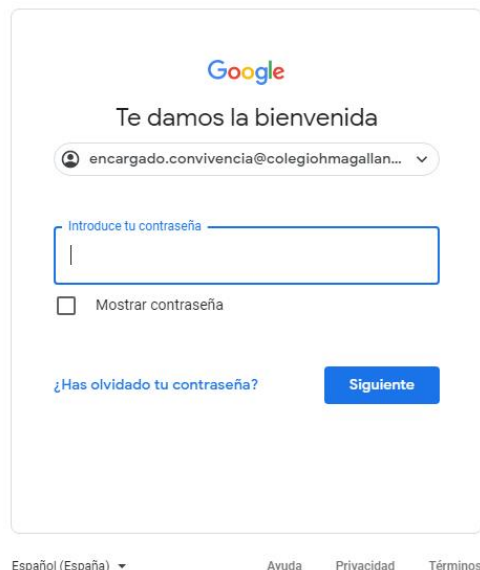 Google
Te damos la bienvenida
encargado.convivencia@colegiohmagallan...
Introduce tu contraseña
Mostrar contraseña
¿Has olvidado tu contraseña? Siguiente
Español (España) Ayuda Privacidad Términos